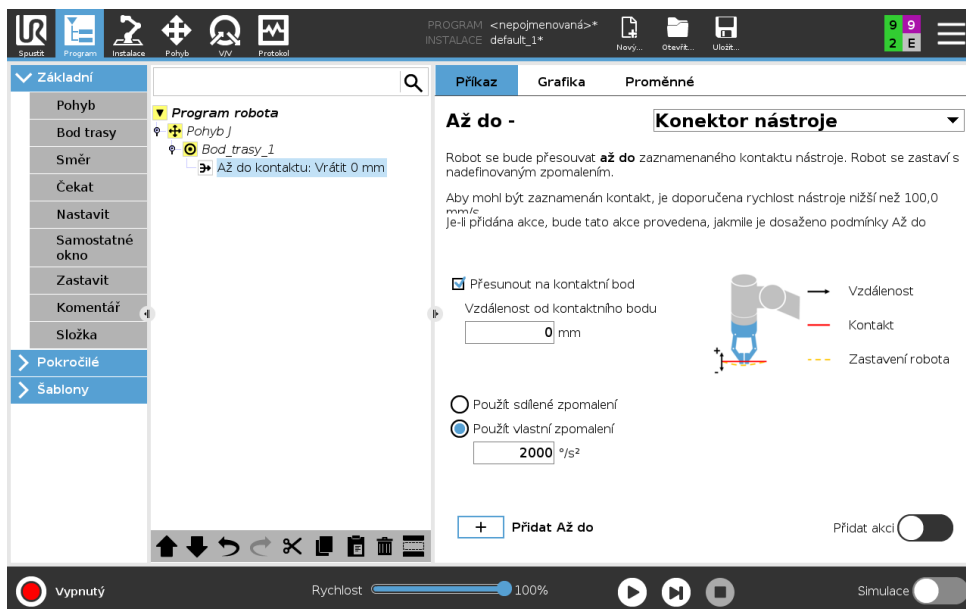 PROGRAM <nepojmenovaná>*
INSTALACE default_1*
Spustit
Program
Instalace
Pohyb
V/V
Protokol
Nový...
Otevřít...
Uložit...
9 9
2 E
Základní
Pohyb
Bod trasy
Směr
Čekat
Nastavit
Samostatné
okno
Zastavit
Komentář
Složka
Pokročilé
Šablony
Program robota
Pohyb J
Bod_trasy_1
Až do kontaktu: Vrátit 0 mm
Příkaz Grafika Proměnné
Až do - Konektor nástroje
Robot se bude přesouvat až do zaznamenaného kontaktu nástroje. Robot se zastaví s
nadefinovaným zpomalením.
Aby mohl být zaznamenán kontakt, je doporučena rychlost nástroje nižší než 100,0
mm/s
Je-li přidána akce, bude tato akce provedena, jakmile je dosaženo podmínky Až do
Přesunout na kontaktní bod
Vzdálenost od kontaktního bodu
0 mm
Vzdálenost
Kontakt
Zastavení robota
+
-
Použít sdílené zpomalení
Použít vlastní zpomalení
2000 °/s²
+ Přidat Až do
Přidat akci
Vypnutý
Rychlost 100%
Simulace